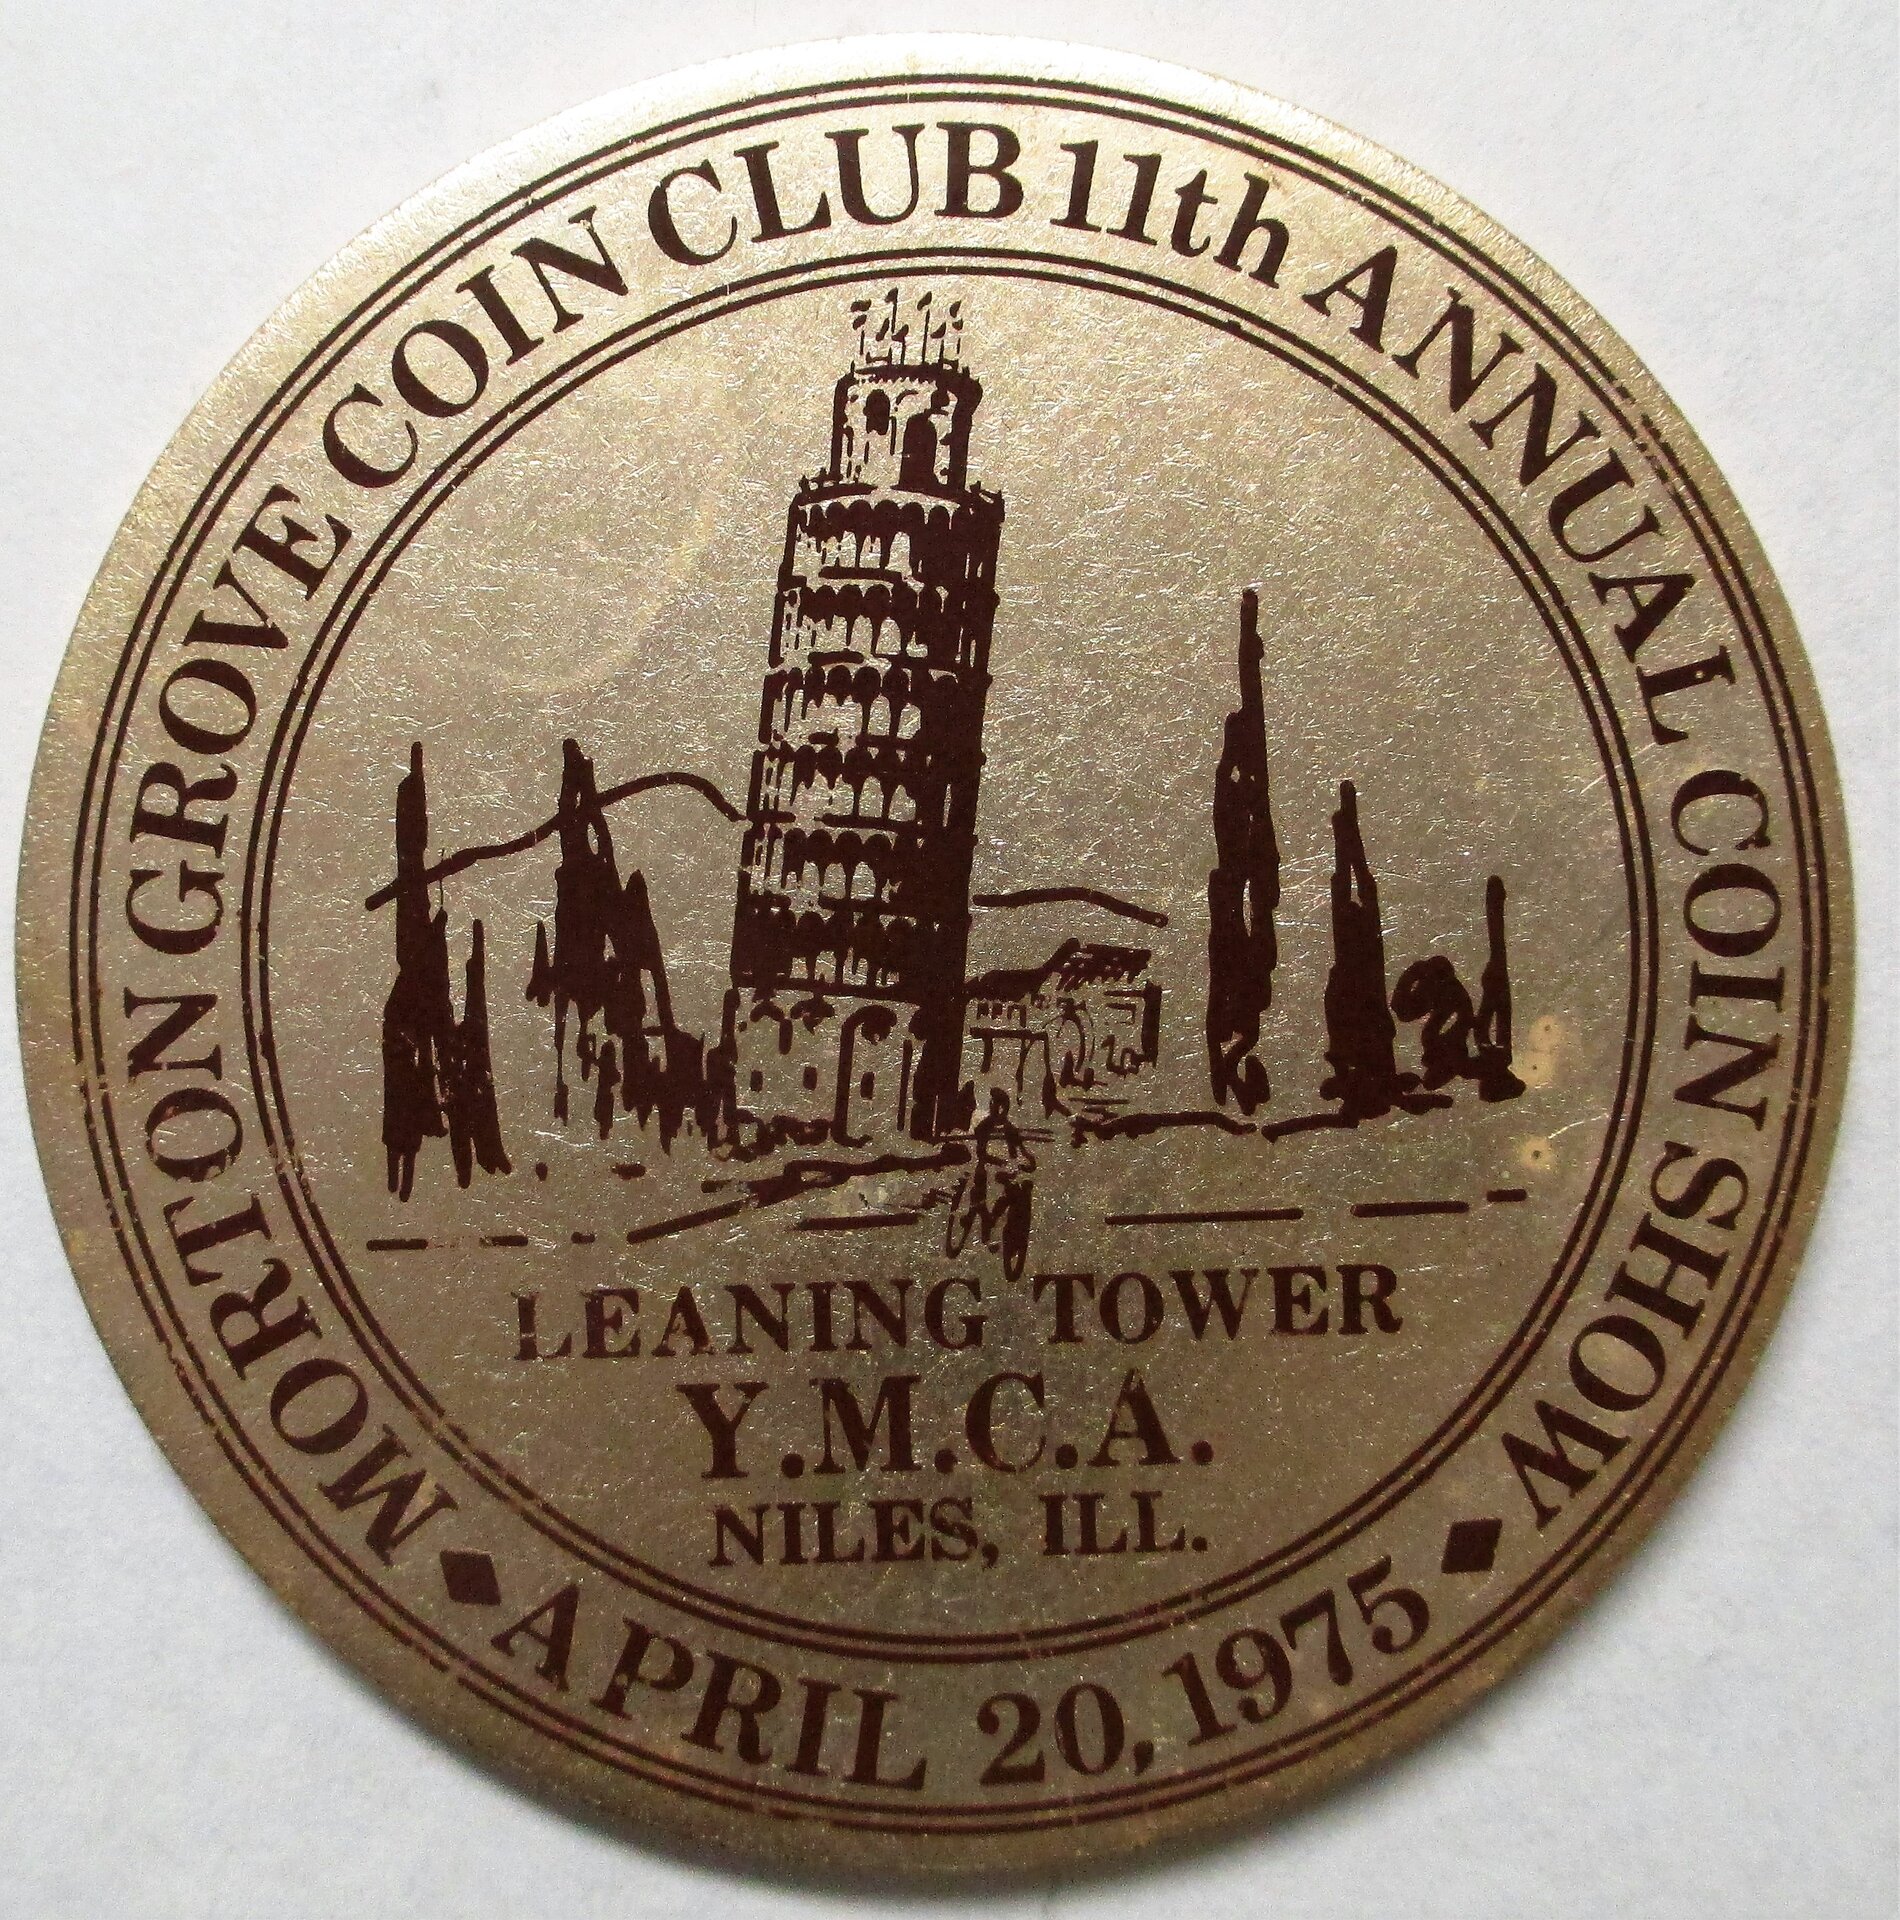 MORTON GROVE COIN CLUB 11th ANNUAL COIN SHOW
LEANING TOWER
Y.M.C.A.
NILES, ILL.
◆ APRIL 20, 1975 ◆